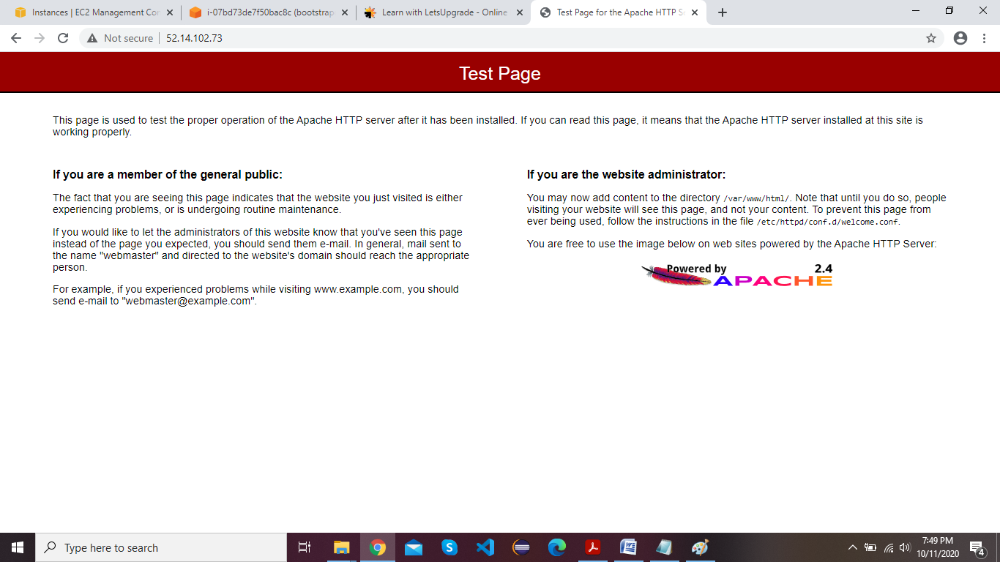 Instances | EC2 Management Con
i-07bd73de7f50bac8c (bootstrap
Learn with LetsUpgrade - Online
Test Page for the Apache HTTP S
Not secure
52.14.102.73
Test Page
This page is used to test the proper operation of the Apache HTTP server after it has been installed. If you can read this page, it means that the Apache HTTP server installed at this site is
working properly.
If you are a member of the general public:
The fact that you are seeing this page indicates that the website you just visited is either
experiencing problems, or is undergoing routine maintenance.
If you would like to let the administrators of this website know that you've seen this page
instead of the page you expected, you should send them e-mail. In general, mail sent to
the name "webmaster" and directed to the website's domain should reach the appropriate
person.
For example, if you experienced problems while visiting www.example.com, you should
send e-mail to "webmaster@example.com".
If you are the website administrator:
You may now add content to the directory /var/www/html/. Note that until you do so, people
visiting your website will see this page, and not your content. To prevent this page from
ever being used, follow the instructions in the file /etc/httpd/conf.d/welcome.conf.
You are free to use the image below on web sites powered by the Apache HTTP Server:
Powered by 2.4
APACHE
Type here to search
7:49 PM
10/11/2020
4